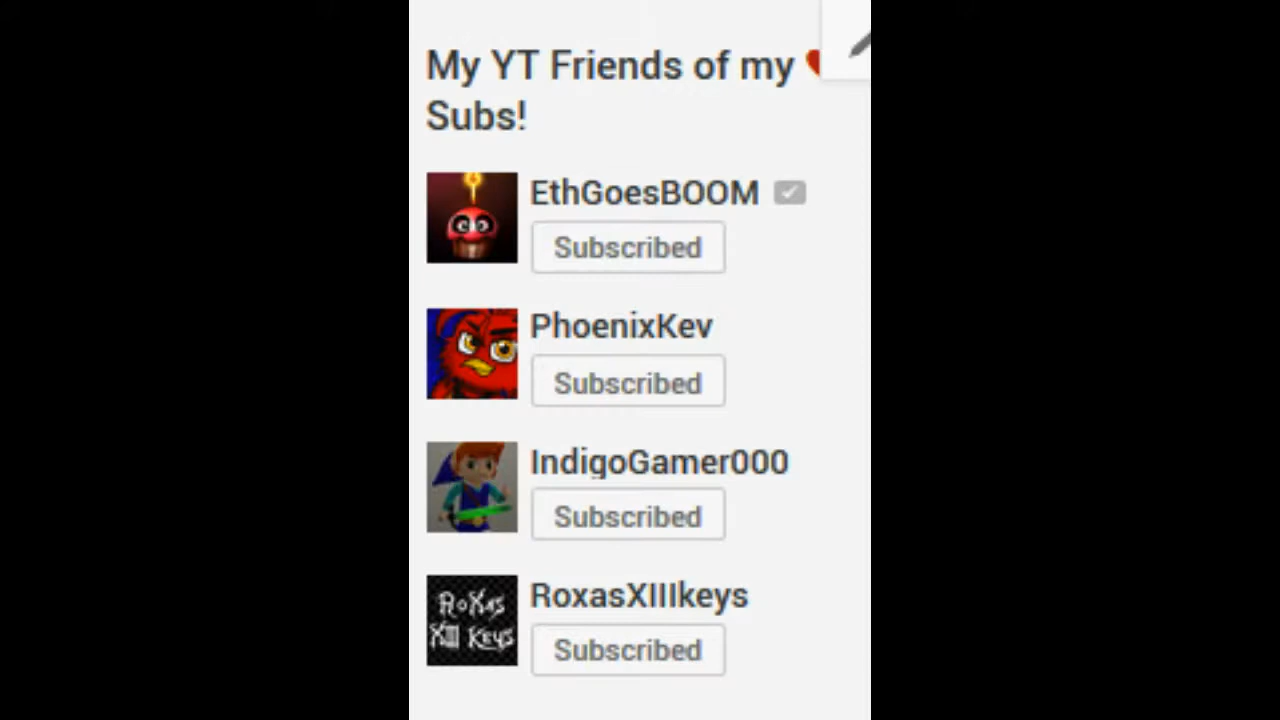 My YT Friends of my ❤
Subs!
EthGoesBOOM
Subscribed
PhoenixKev
Subscribed
IndigoGamer000
Subscribed
RoxasXIIIkeys
Subscribed
RoXas
XIII Keys